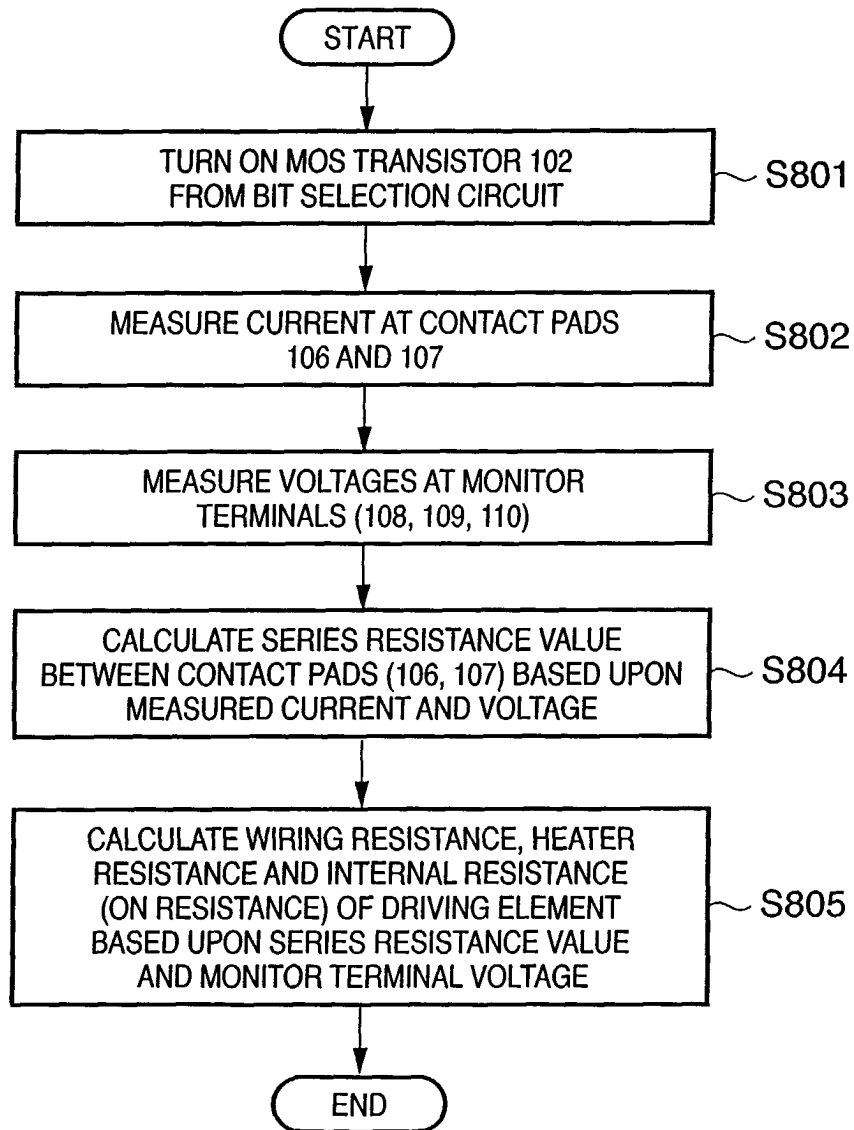 START
TURN ON MOS TRANSISTOR 102
FROM BIT SELECTION CIRCUIT
S801
MEASURE CURRENT AT CONTACT PADS
106 AND 107
S802
MEASURE VOLTAGES AT MONITOR
TERMINALS (108, 109, 110)
S803
CALCULATE SERIES RESISTANCE VALUE
BETWEEN CONTACT PADS (106, 107) BASED UPON
MEASURED CURRENT AND VOLTAGE
S804
CALCULATE WIRING RESISTANCE, HEATER
RESISTANCE AND INTERNAL RESISTANCE
(ON RESISTANCE) OF DRIVING ELEMENT
BASED UPON SERIES RESISTANCE VALUE
AND MONITOR TERMINAL VOLTAGE
S805
END